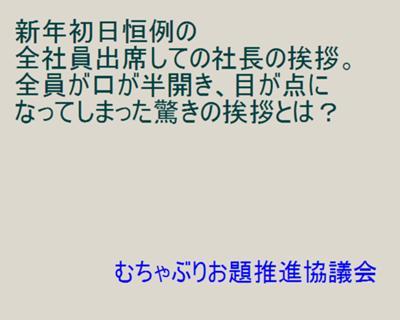 新年初日恒例の
全社員出席しての社長の挨拶。
全員が口が半開き、目が点に
なってしまった驚きの挨拶とは？
むちゃぶりお題推進協議会